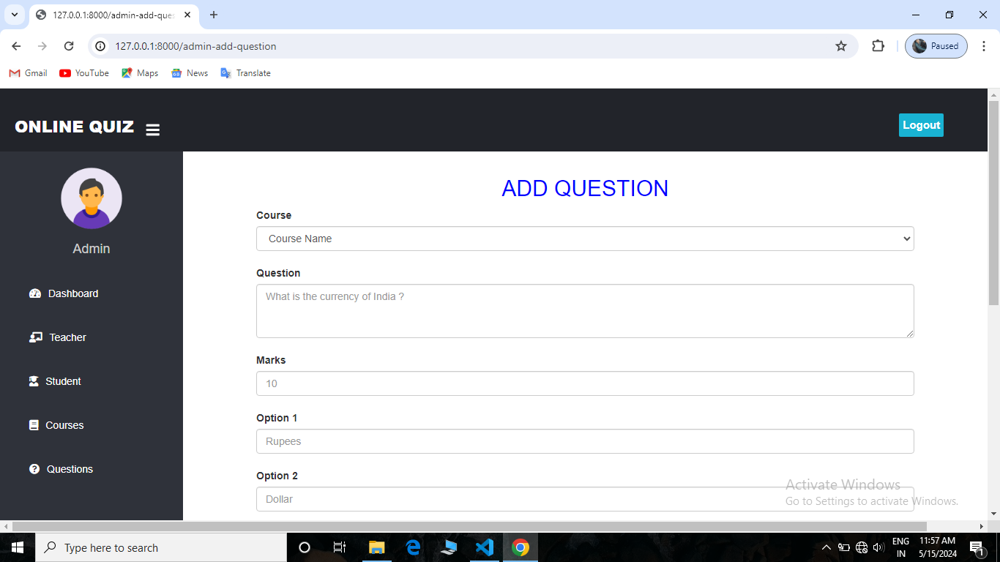 127.0.0.1:8000/admin-add-ques
127.0.0.1:8000/admin-add-question
Paused
Gmail
YouTube
Maps
News
Translate
ONLINE QUIZ
Logout
Admin
Dashboard
Teacher
Student
Courses
Questions
ADD QUESTION
Course
Course Name
Question
What is the currency of India ?
Marks
10
Option 1
Rupees
Option 2
Dollar
Activate Windows
Go to Settings to activate Windows.
Type here to search
ENG
IN
11:57 AM
5/15/2024
1